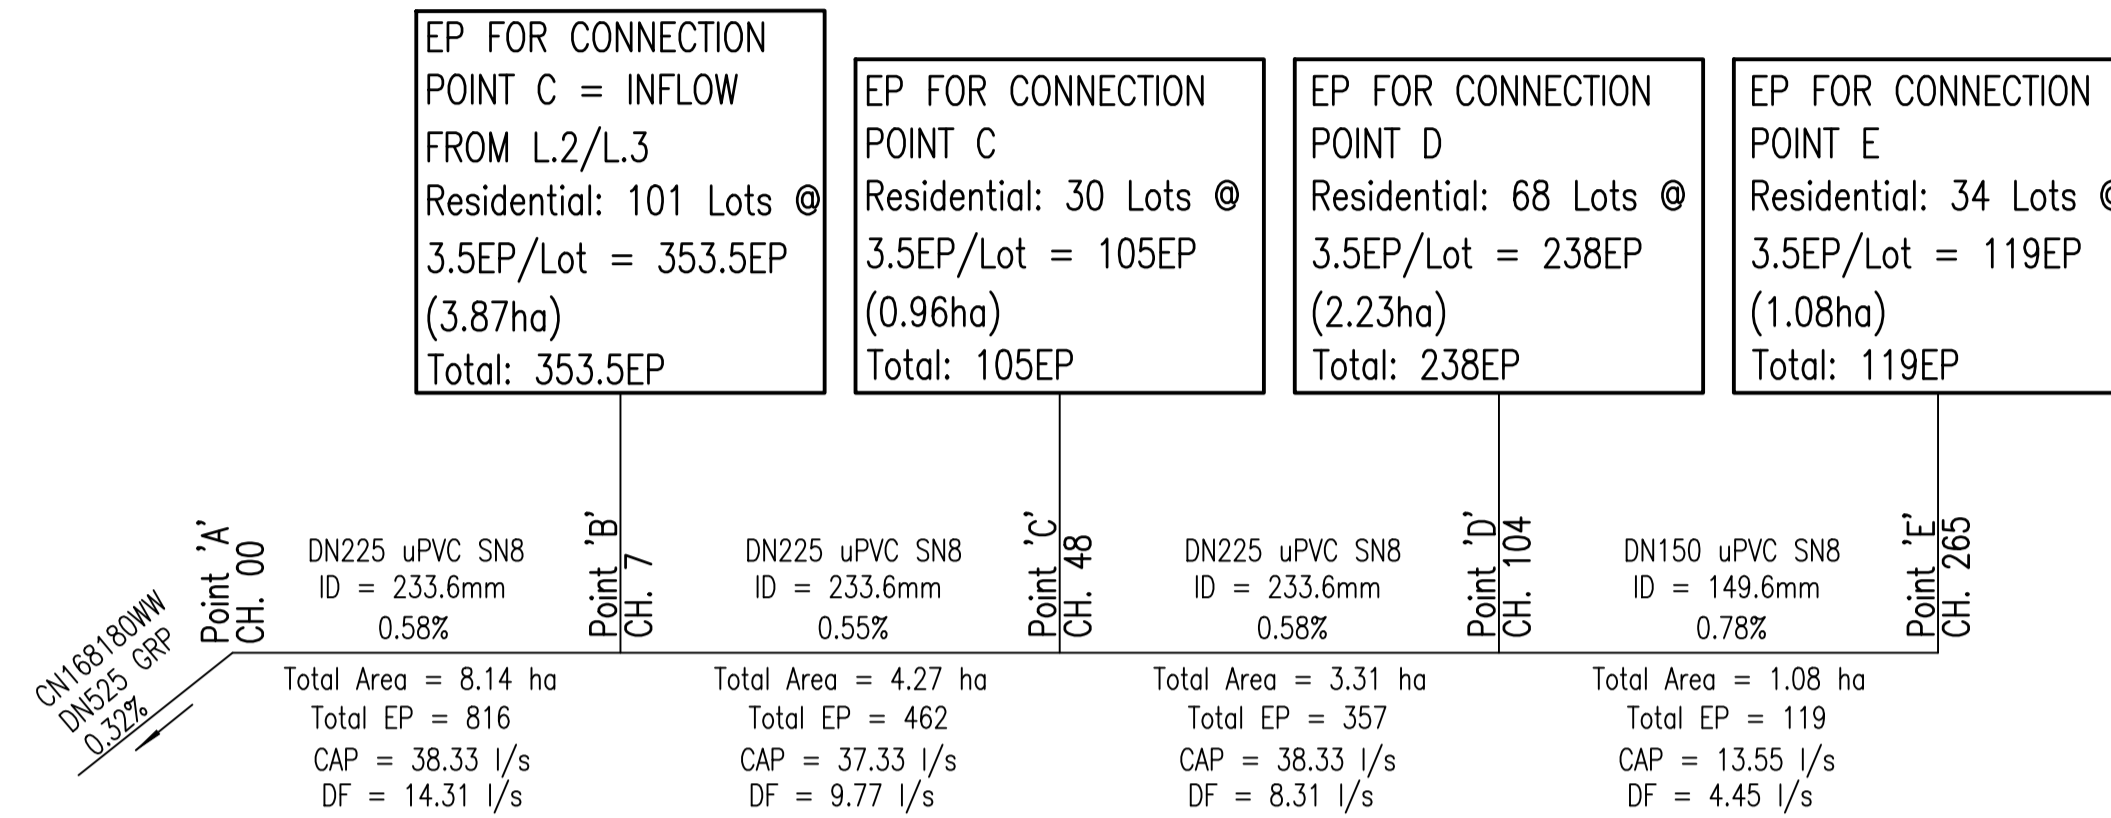 EP FOR CONNECTION
POINT C = INFLOW
FROM L.2/L.3
Residential: 101 Lots @
3.5EP/Lot = 353.5EP
(3.87ha)
Total: 353.5EP
EP FOR CONNECTION
POINT C
Residential: 30 Lots @
3.5EP/Lot = 105EP
(0.96ha)
Total: 105EP
EP FOR CONNECTION
POINT D
Residential: 68 Lots @
3.5EP/Lot = 238EP
(2.23ha)
Total: 238EP
EP FOR CONNECTION
POINT E
Residential: 34 Lots @
3.5EP/Lot = 119EP
(1.08ha)
Total: 119EP
CN168180WW
DN525 GRP
0.32%
Point 'A'
CH. 00
DN225 uPVC SN8
ID = 233.6mm
0.58%
Total Area = 8.14 ha
Total EP = 816
CAP = 38.33 l/s
DF = 14.31 l/s
Point 'B'
CH. 7
DN225 uPVC SN8
ID = 233.6mm
0.55%
Total Area = 4.27 ha
Total EP = 462
CAP = 37.33 l/s
DF = 9.77 l/s
Point 'C'
CH. 48
DN225 uPVC SN8
ID = 233.6mm
0.58%
Total Area = 3.31 ha
Total EP = 357
CAP = 38.33 l/s
DF = 8.31 l/s
Point 'D'
CH. 104
DN150 uPVC SN8
ID = 149.6mm
0.78%
Total Area = 1.08 ha
Total EP = 119
CAP = 13.55 l/s
DF = 4.45 l/s
Point 'E'
CH. 265